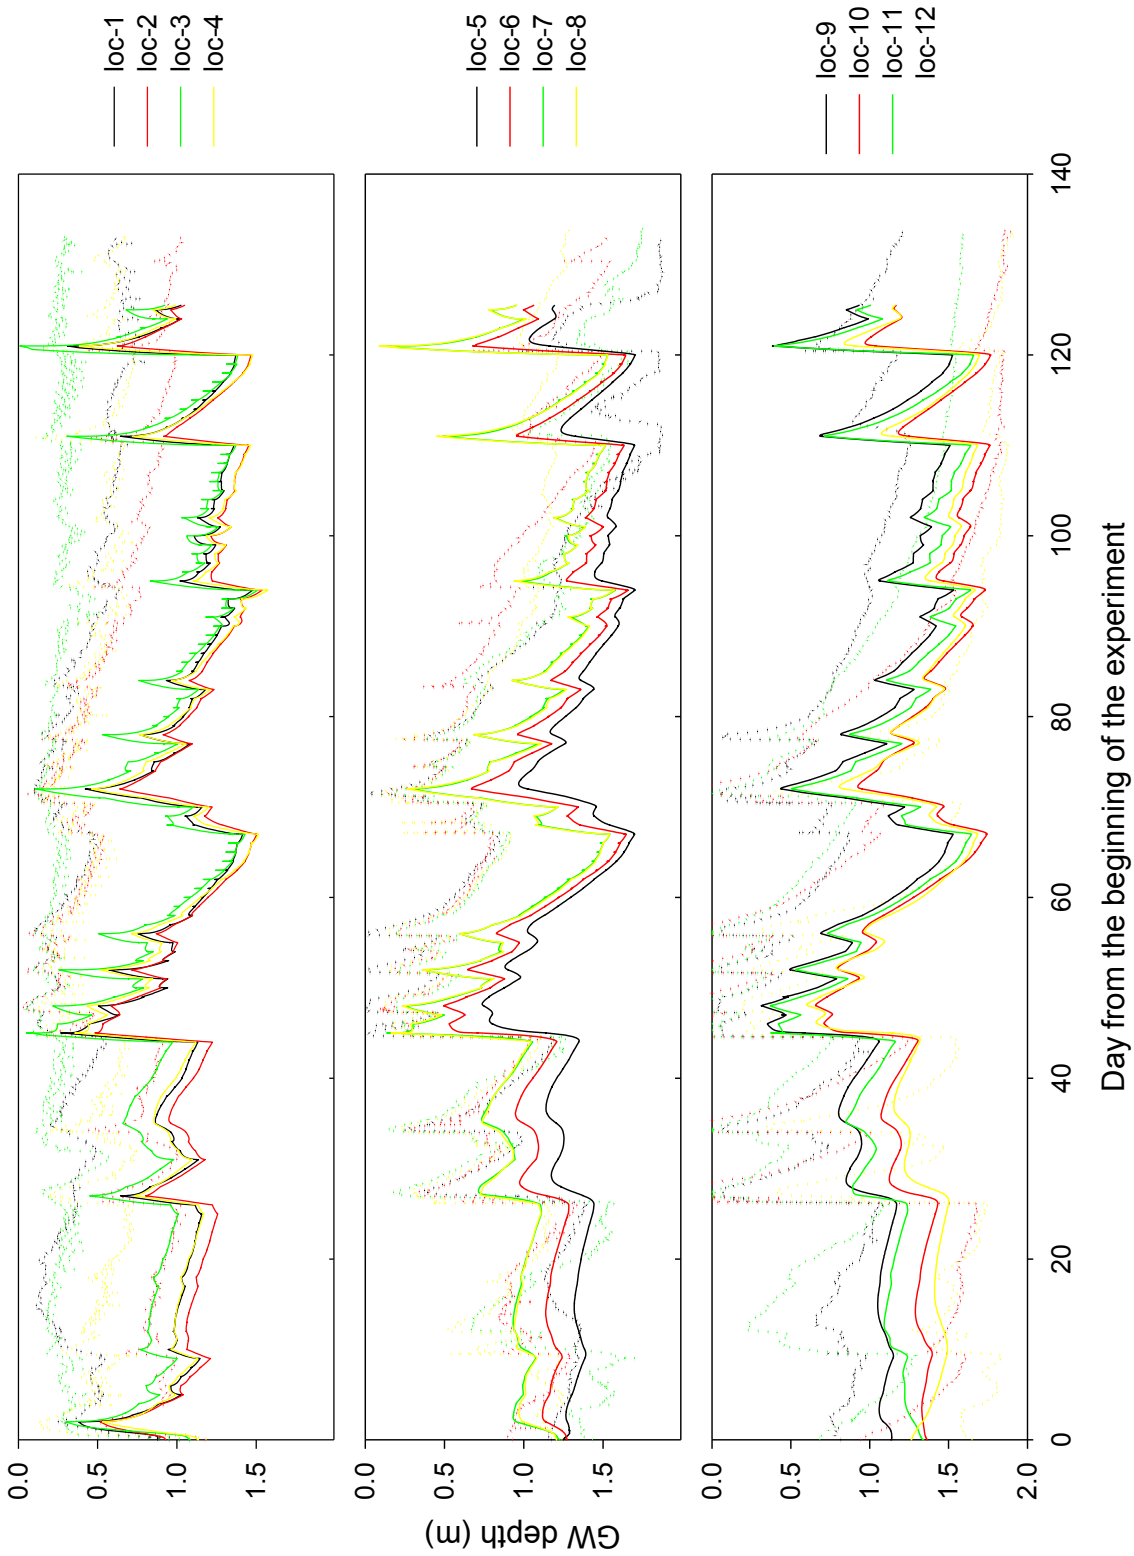 loc-1
loc-2
loc-3
loc-4
0.0
0.5
1.0
1.5
loc-5
loc-6
loc-7
loc-8
0.0
0.5
1.0
1.5
GW depth (m)
loc-9
loc-10
loc-11
loc-12
0.0
0.5
1.0
1.5
2.0
0
20
40
60
80
100
120
140
Day from the beginning of the experiment